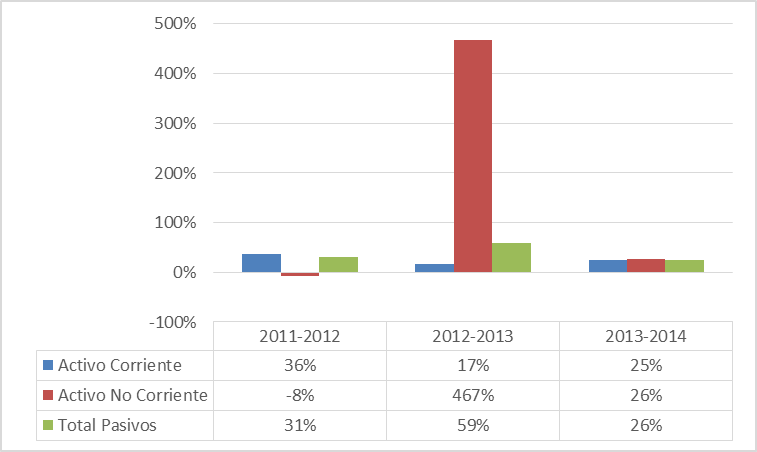 500%
400%
300%
200%
100%
0%
-100%
2011-2012 2012-2013 2013-2014
Activo Corriente 36% 17% 25%
Activo No Corriente -8% 467% 26%
Total Pasivos 31% 59% 26%